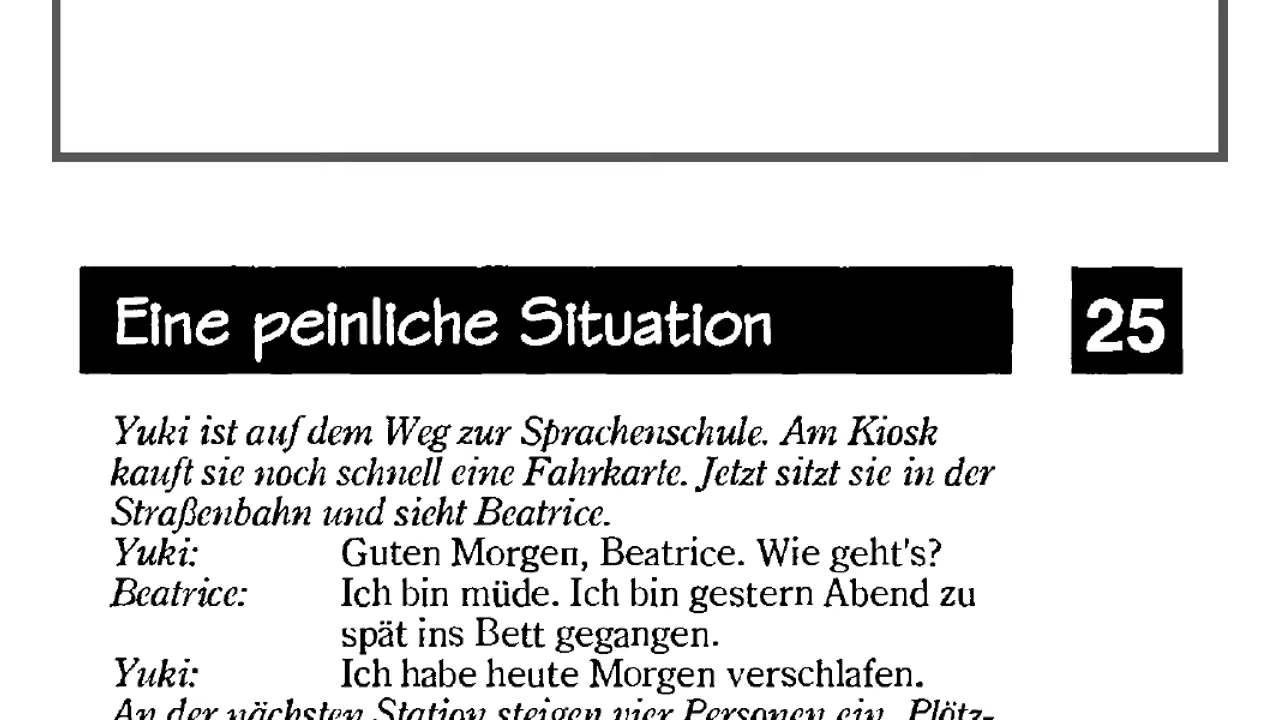 Eine peinliche Situation
25
Yuki ist auf dem Weg zur Sprachenschule. Am Kiosk
kauft sie noch schnell eine Fahrkarte. Jetzt sitzt sie in der
Straßenbahn und sieht Beatrice.
Yuki: Guten Morgen, Beatrice. Wie geht's?
Beatrice: Ich bin müde. Ich bin gestern Abend zu
spät ins Bett gegangen.
Yuki: Ich habe heute Morgen verschlafen.
An der nächsten Station steigen vier Personen ein. Plötz-